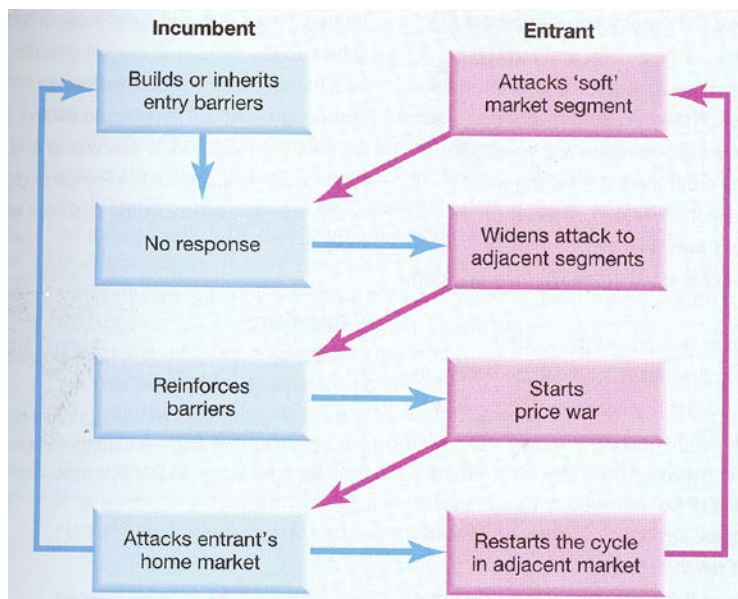 Incumbent
Entrant
Builds or inherits
entry barriers
Attacks ‘soft’
market segment
No response
Widens attack to
adjacent segments
Reinforces
barriers
Starts
price war
Attacks entrant’s
home market
Restarts the cycle
in adjacent market